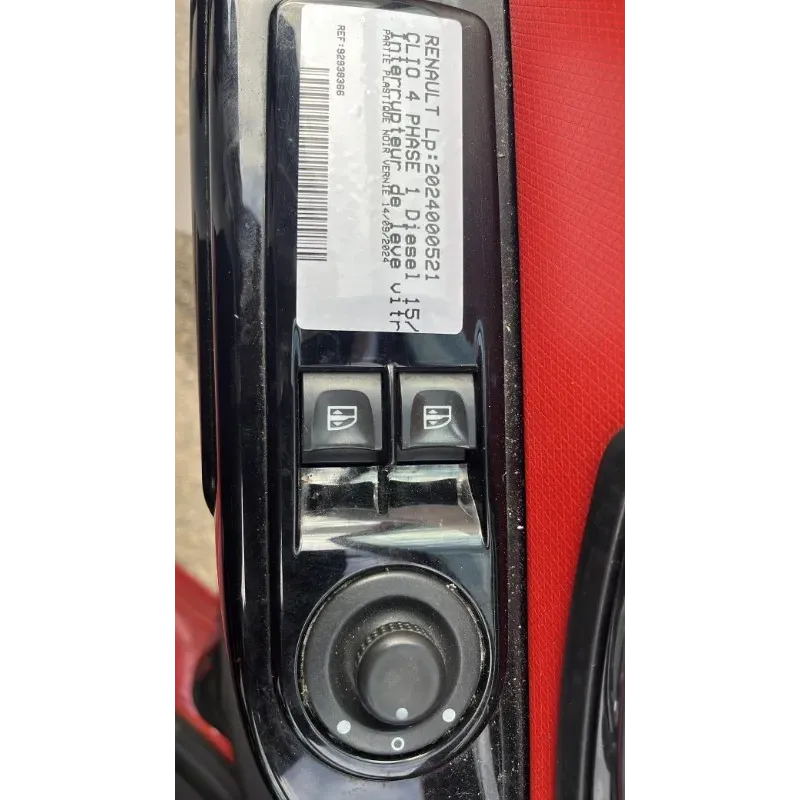 RENAULT Lp:2024000521
CLIO 4 PHASE 1 Diesel 15/
Interrupteur de leve vitr
PARTIE PLASTIQUE NOIR VERNIE 14/09/2024
REF:92938366